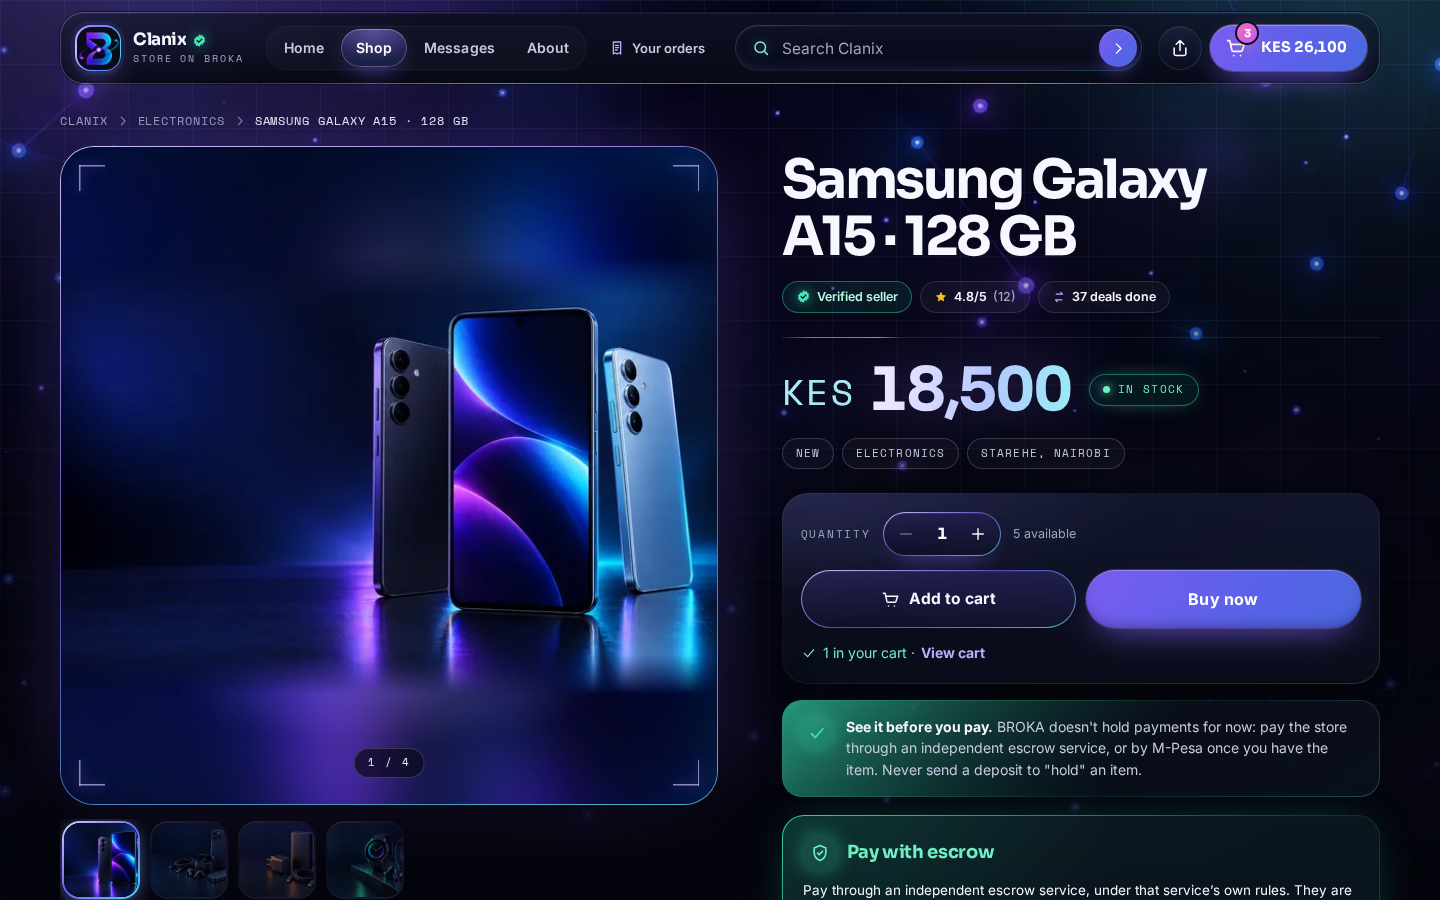 Clanix
STORE ON BROKA
Home
Shop
Messages
About
Your orders
Search Clanix
3
KES 26,100
CLANIX > ELECTRONICS > SAMSUNG GALAXY A15 · 128 GB
Samsung Galaxy
A15 · 128 GB
Verified seller
4.8/5 (12)
37 deals done
KES 18,500
IN STOCK
NEW
ELECTRONICS
STAREHE, NAIROBI
QUANTITY
1
5 available
Add to cart
Buy now
1 in your cart · View cart
See it before you pay. BROKA doesn't hold payments for now: pay the store
through an independent escrow service, or by M-Pesa once you have the
item. Never send a deposit to "hold" an item.
1 / 4
Pay with escrow
Pay through an independent escrow service, under that service's own rules. They are